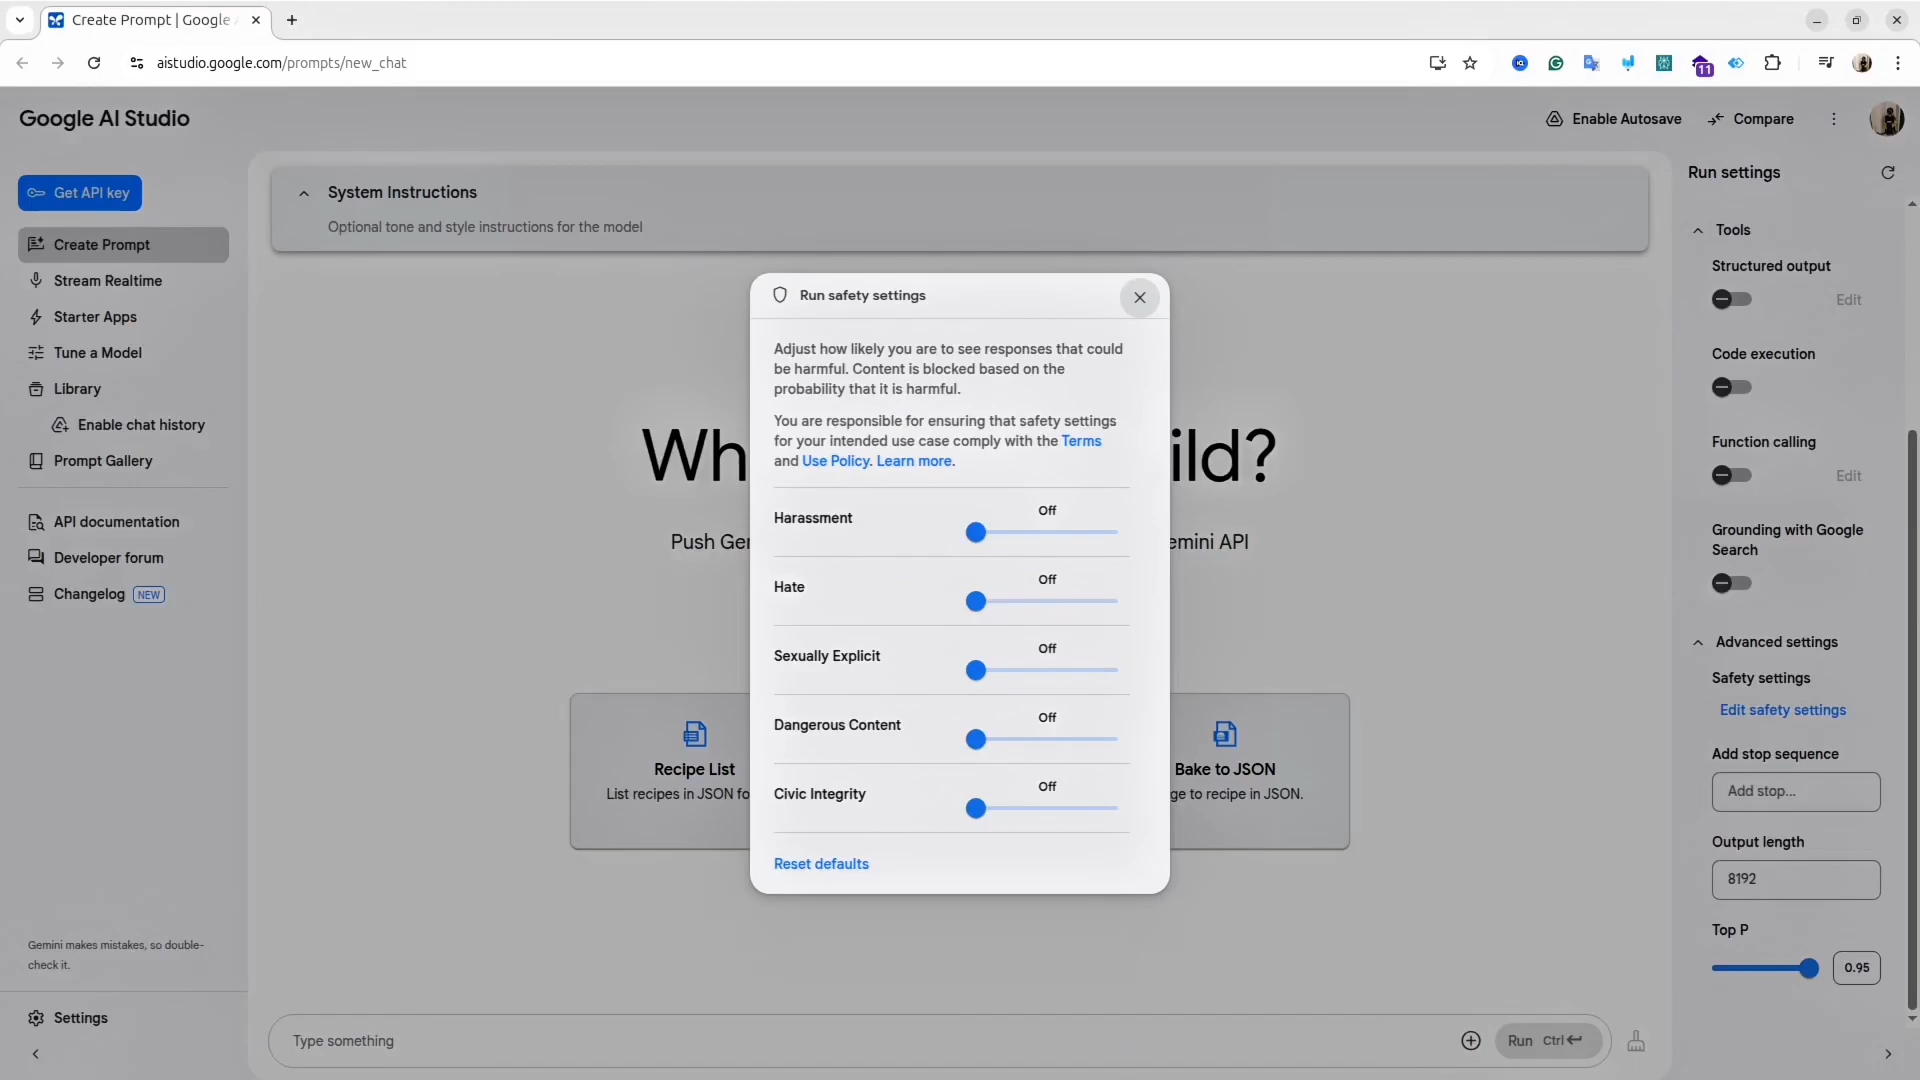 Create Prompt | Google
aistudio.google.com/prompts/new_chat
11
Google AI Studio
Enable Autosave
Compare
Get API key
Create Prompt
Stream Realtime
Starter Apps
Tune a Model
Library
Enable chat history
Prompt Gallery
API documentation
Developer forum
Changelog NEW
Gemini makes mistakes, so double-
check it.
Settings
System Instructions
Optional tone and style instructions for the model
Wh ild?
Push Ger emini API
Recipe List
List recipes in JSON fo
Bake to JSON
ge to recipe in JSON.
Run safety settings
Adjust how likely you are to see responses that could
be harmful. Content is blocked based on the
probability that it is harmful.
You are responsible for ensuring that safety settings
for your intended use case comply with the Terms
and Use Policy. Learn more.
Harassment
Off
Hate
Off
Sexually Explicit
Off
Dangerous Content
Off
Civic Integrity
Off
Reset defaults
Type something
Run Ctrl
Run settings
Tools
Structured output
Edit
Code execution
Function calling
Edit
Grounding with Google
Search
Advanced settings
Safety settings
Edit safety settings
Add stop sequence
Add stop...
Output length
8192
Top P
0.95